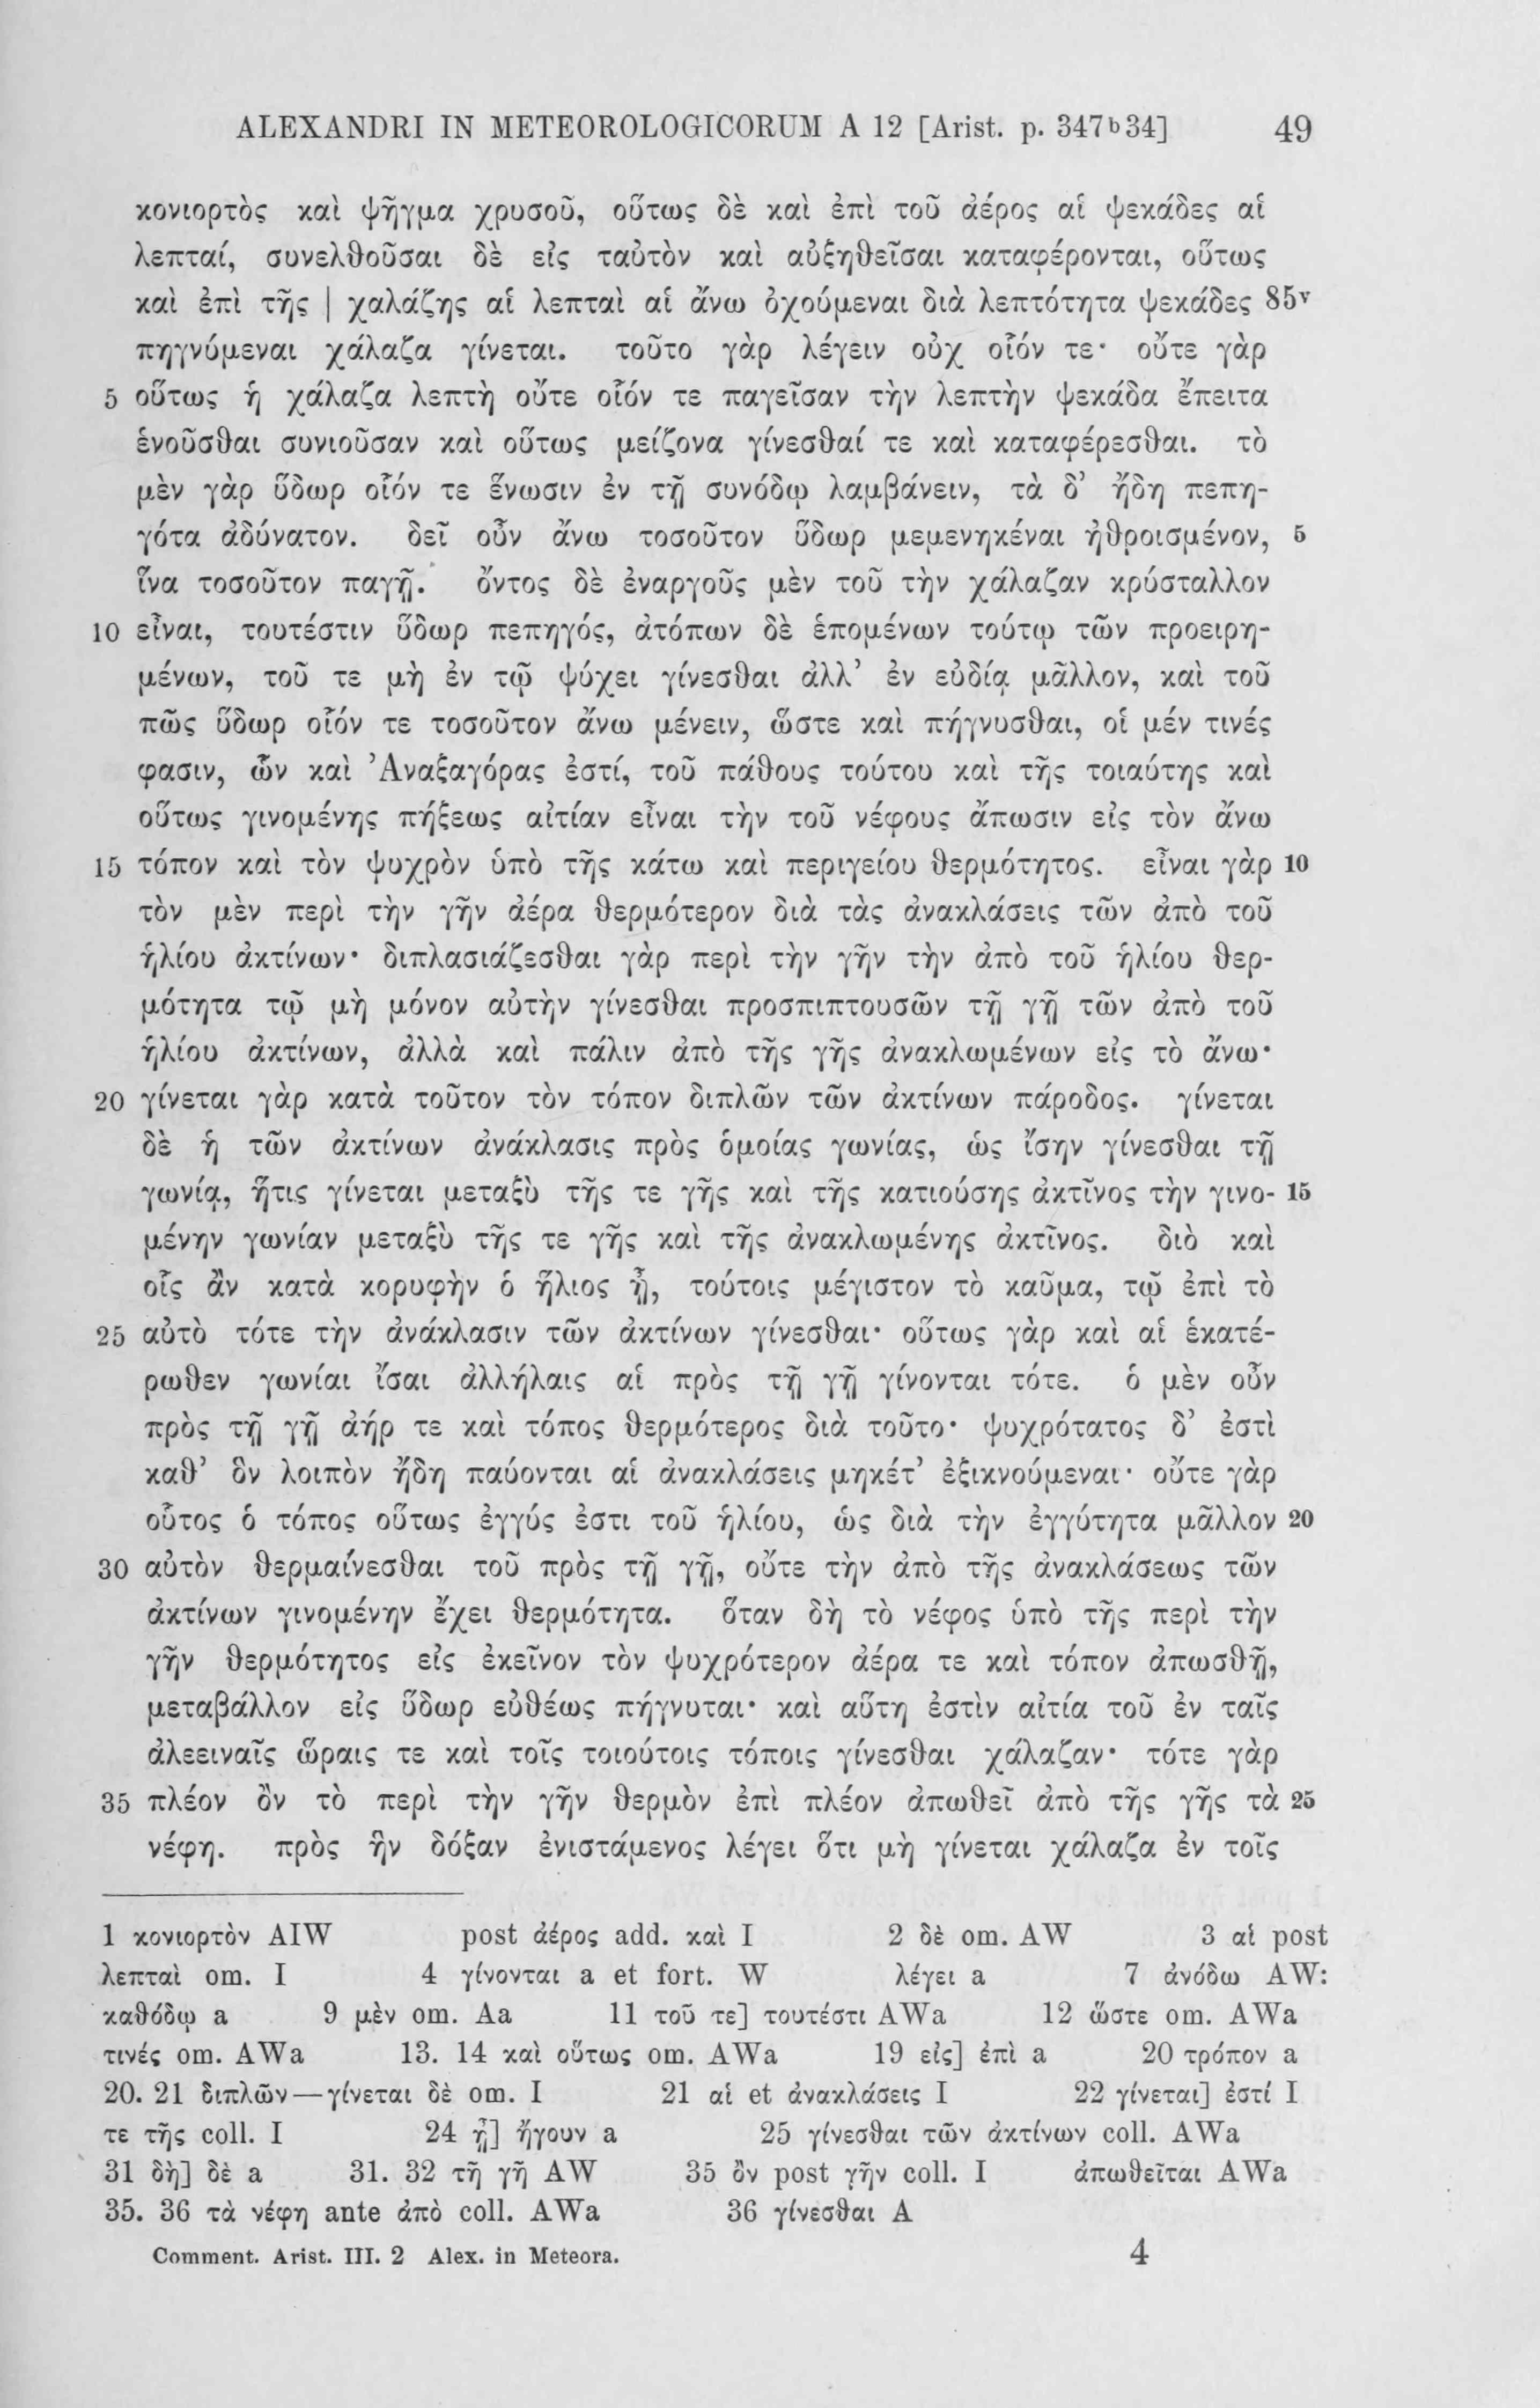 ALEXANDRI IN METEOROLOGICORUM A 12 [Arist. p. 347b34] 49
κονιορτὸς καὶ ψῆγμα χρυσοῦ, οὕτως δὲ καὶ ἐπὶ τοῦ ἀέρος αἱ ψεκάδες αἱ
λεπταί, συνελθοῦσαι δὲ εἰς ταὐτὸν καὶ αὐξηθεῖσαι καταφέρονται, οὕτως
καὶ ἐπὶ τῆς | χαλάζης αἱ λεπταὶ αἱ ἄνω ὀχούμεναι διὰ λεπτότητα ψεκάδες 85v
πηγνύμεναι χάλαζα γίνεται. τοῦτο γὰρ λέγειν οὐχ οἷόν τε· οὔτε γὰρ
5 οὕτως ἡ χάλαζα λεπτὴ οὔτε οἷόν τε παγεῖσαν τὴν λεπτὴν ψεκάδα ἔπειτα
ἑνοῦσθαι συνιοῦσαν καὶ οὕτως μείζονα γίνεσθαί τε καὶ καταφέρεσθαι. τὸ
μὲν γὰρ ὕδωρ οἷόν τε ἕνωσιν ἐν τῇ συνόδῳ λαμβάνειν, τὰ δ’ ἤδη πεπη-
γότα ἀδύνατον. δεῖ οὖν ἄνω τοσοῦτον ὕδωρ μεμενηκέναι ἠθροισμένον, 5
ἵνα τοσοῦτον παγῇ. ὄντος δὲ ἐναργοῦς μὲν τοῦ τὴν χάλαζαν κρύσταλλον
10 εἶναι, τουτέστιν ὕδωρ πεπηγός, ἀτόπων δὲ ἑπομένων τούτῳ τῶν προειρη-
μένων, τοῦ τε μὴ ἐν τῷ ψύχει γίνεσθαι ἀλλ’ ἐν εὐδίᾳ μᾶλλον, καὶ τοῦ
πῶς ὕδωρ οἷόν τε τοσοῦτον ἄνω μένειν, ὥστε καὶ πήγνυσθαι, οἱ μέν τινές
φασιν, ὧν καὶ Ἀναξαγόρας ἐστί, τοῦ πάθους τούτου καὶ τῆς τοιαύτης καὶ
οὕτως γινομένης πήξεως αἰτίαν εἶναι τὴν τοῦ νέφους ἄπωσιν εἰς τὸν ἄνω
15 τόπον καὶ τὸν ψυχρὸν ὑπὸ τῆς κάτω καὶ περιγείου θερμότητος. εἶναι γὰρ 10
τὸν μὲν περὶ τὴν γῆν ἀέρα θερμότερον διὰ τὰς ἀνακλάσεις τῶν ἀπὸ τοῦ
ἡλίου ἀκτίνων· διπλασιάζεσθαι γὰρ περὶ τὴν γῆν τὴν ἀπὸ τοῦ ἡλίου θερ-
μότητα τῷ μὴ μόνον αὐτὴν γίνεσθαι προσπιπτουσῶν τῇ γῇ τῶν ἀπὸ τοῦ
ἡλίου ἀκτίνων, ἀλλὰ καὶ πάλιν ἀπὸ τῆς γῆς ἀνακλωμένων εἰς τὸ ἄνω·
20 γίνεται γὰρ κατὰ τοῦτον τὸν τόπον διπλῶν τῶν ἀκτίνων πάροδος. γίνεται
δὲ ἡ τῶν ἀκτίνων ἀνάκλασις πρὸς ὁμοίας γωνίας, ὡς ἴσην γίνεσθαι τῇ
γωνίᾳ, ἥτις γίνεται μεταξὺ τῆς τε γῆς καὶ τῆς κατιούσης ἀκτῖνος τὴν γινο- 15
μένην γωνίαν μεταξὺ τῆς τε γῆς καὶ τῆς ἀνακλωμένης ἀκτῖνος. διὸ καὶ
οἷς ἂν κατὰ κορυφὴν ὁ ἥλιος ᾖ, τούτοις μέγιστον τὸ καῦμα, τῷ ἐπὶ τὸ
25 αὐτὸ τότε τὴν ἀνάκλασιν τῶν ἀκτίνων γίνεσθαι· οὕτως γὰρ καὶ αἱ ἑκατέ-
ρωθεν γωνίαι ἴσαι ἀλλήλαις αἱ πρὸς τῇ γῇ γίνονται τότε. ὁ μὲν οὖν
πρὸς τῇ γῇ ἀήρ τε καὶ τόπος θερμότερος διὰ τοῦτο· ψυχρότατος δ’ ἐστὶ
καθ’ ὃν λοιπὸν ἤδη παύονται αἱ ἀνακλάσεις μηκέτ’ ἐξικνούμεναι· οὔτε γὰρ
οὗτος ὁ τόπος οὕτως ἐγγύς ἐστι τοῦ ἡλίου, ὡς διὰ τὴν ἐγγύτητα μᾶλλον 20
30 αὐτὸν θερμαίνεσθαι τοῦ πρὸς τῇ γῇ, οὔτε τὴν ἀπὸ τῆς ἀνακλάσεως τῶν
ἀκτίνων γινομένην ἔχει θερμότητα. ὅταν δὴ τὸ νέφος ὑπὸ τῆς περὶ τὴν
γῆν θερμότητος εἰς ἐκεῖνον τὸν ψυχρότερον ἀέρα τε καὶ τόπον ἀπωσθῇ,
μεταβάλλον εἰς ὕδωρ εὐθέως πήγνυται· καὶ αὕτη ἐστὶν αἰτία τοῦ ἐν ταῖς
ἀλεειναῖς ὥραις τε καὶ τοῖς τοιούτοις τόποις γίνεσθαι χάλαζαν· τότε γὰρ
35 πλέον ὂν τὸ περὶ τὴν γῆν θερμὸν ἐπὶ πλέον ἀπωθεῖ ἀπὸ τῆς γῆς τὰ 25
νέφη. πρὸς ἣν δόξαν ἐνιστάμενος λέγει ὅτι μὴ γίνεται χάλαζα ἐν τοῖς
1 κονιορτὸν AIW post ἀέρος add. καὶ I 2 δὲ om. AW 3 αἱ post
λεπταὶ om. I 4 γίνονται a et fort. W λέγει a 7 ἀνόδω AW:
καθόδῳ a 9 μὲν om. Aa 11 τοῦ τε] τουτέστι AWa 12 ὥστε om. AWa
τινές om. AWa 13. 14 καὶ οὕτως om. AWa 19 εἰς] ἐπὶ a 20 τρόπον a
20. 21 διπλῶν—γίνεται δὲ om. I 21 αἱ et ἀνακλάσεις I 22 γίνεται] ἐστί I
τε τῆς coll. I 24 ᾖ] ἤγουν a 25 γίνεσθαι τῶν ἀκτίνων coll. AWa
31 δὴ] δὲ a 31. 32 τῆ γῆ AW 35 ὂν post γῆν coll. I ἀπωθεῖται AWa
35. 36 τὰ νέφη ante ἀπὸ coll. AWa 36 γίνεσθαι A
Comment. Arist. III. 2 Alex. in Meteora. 4